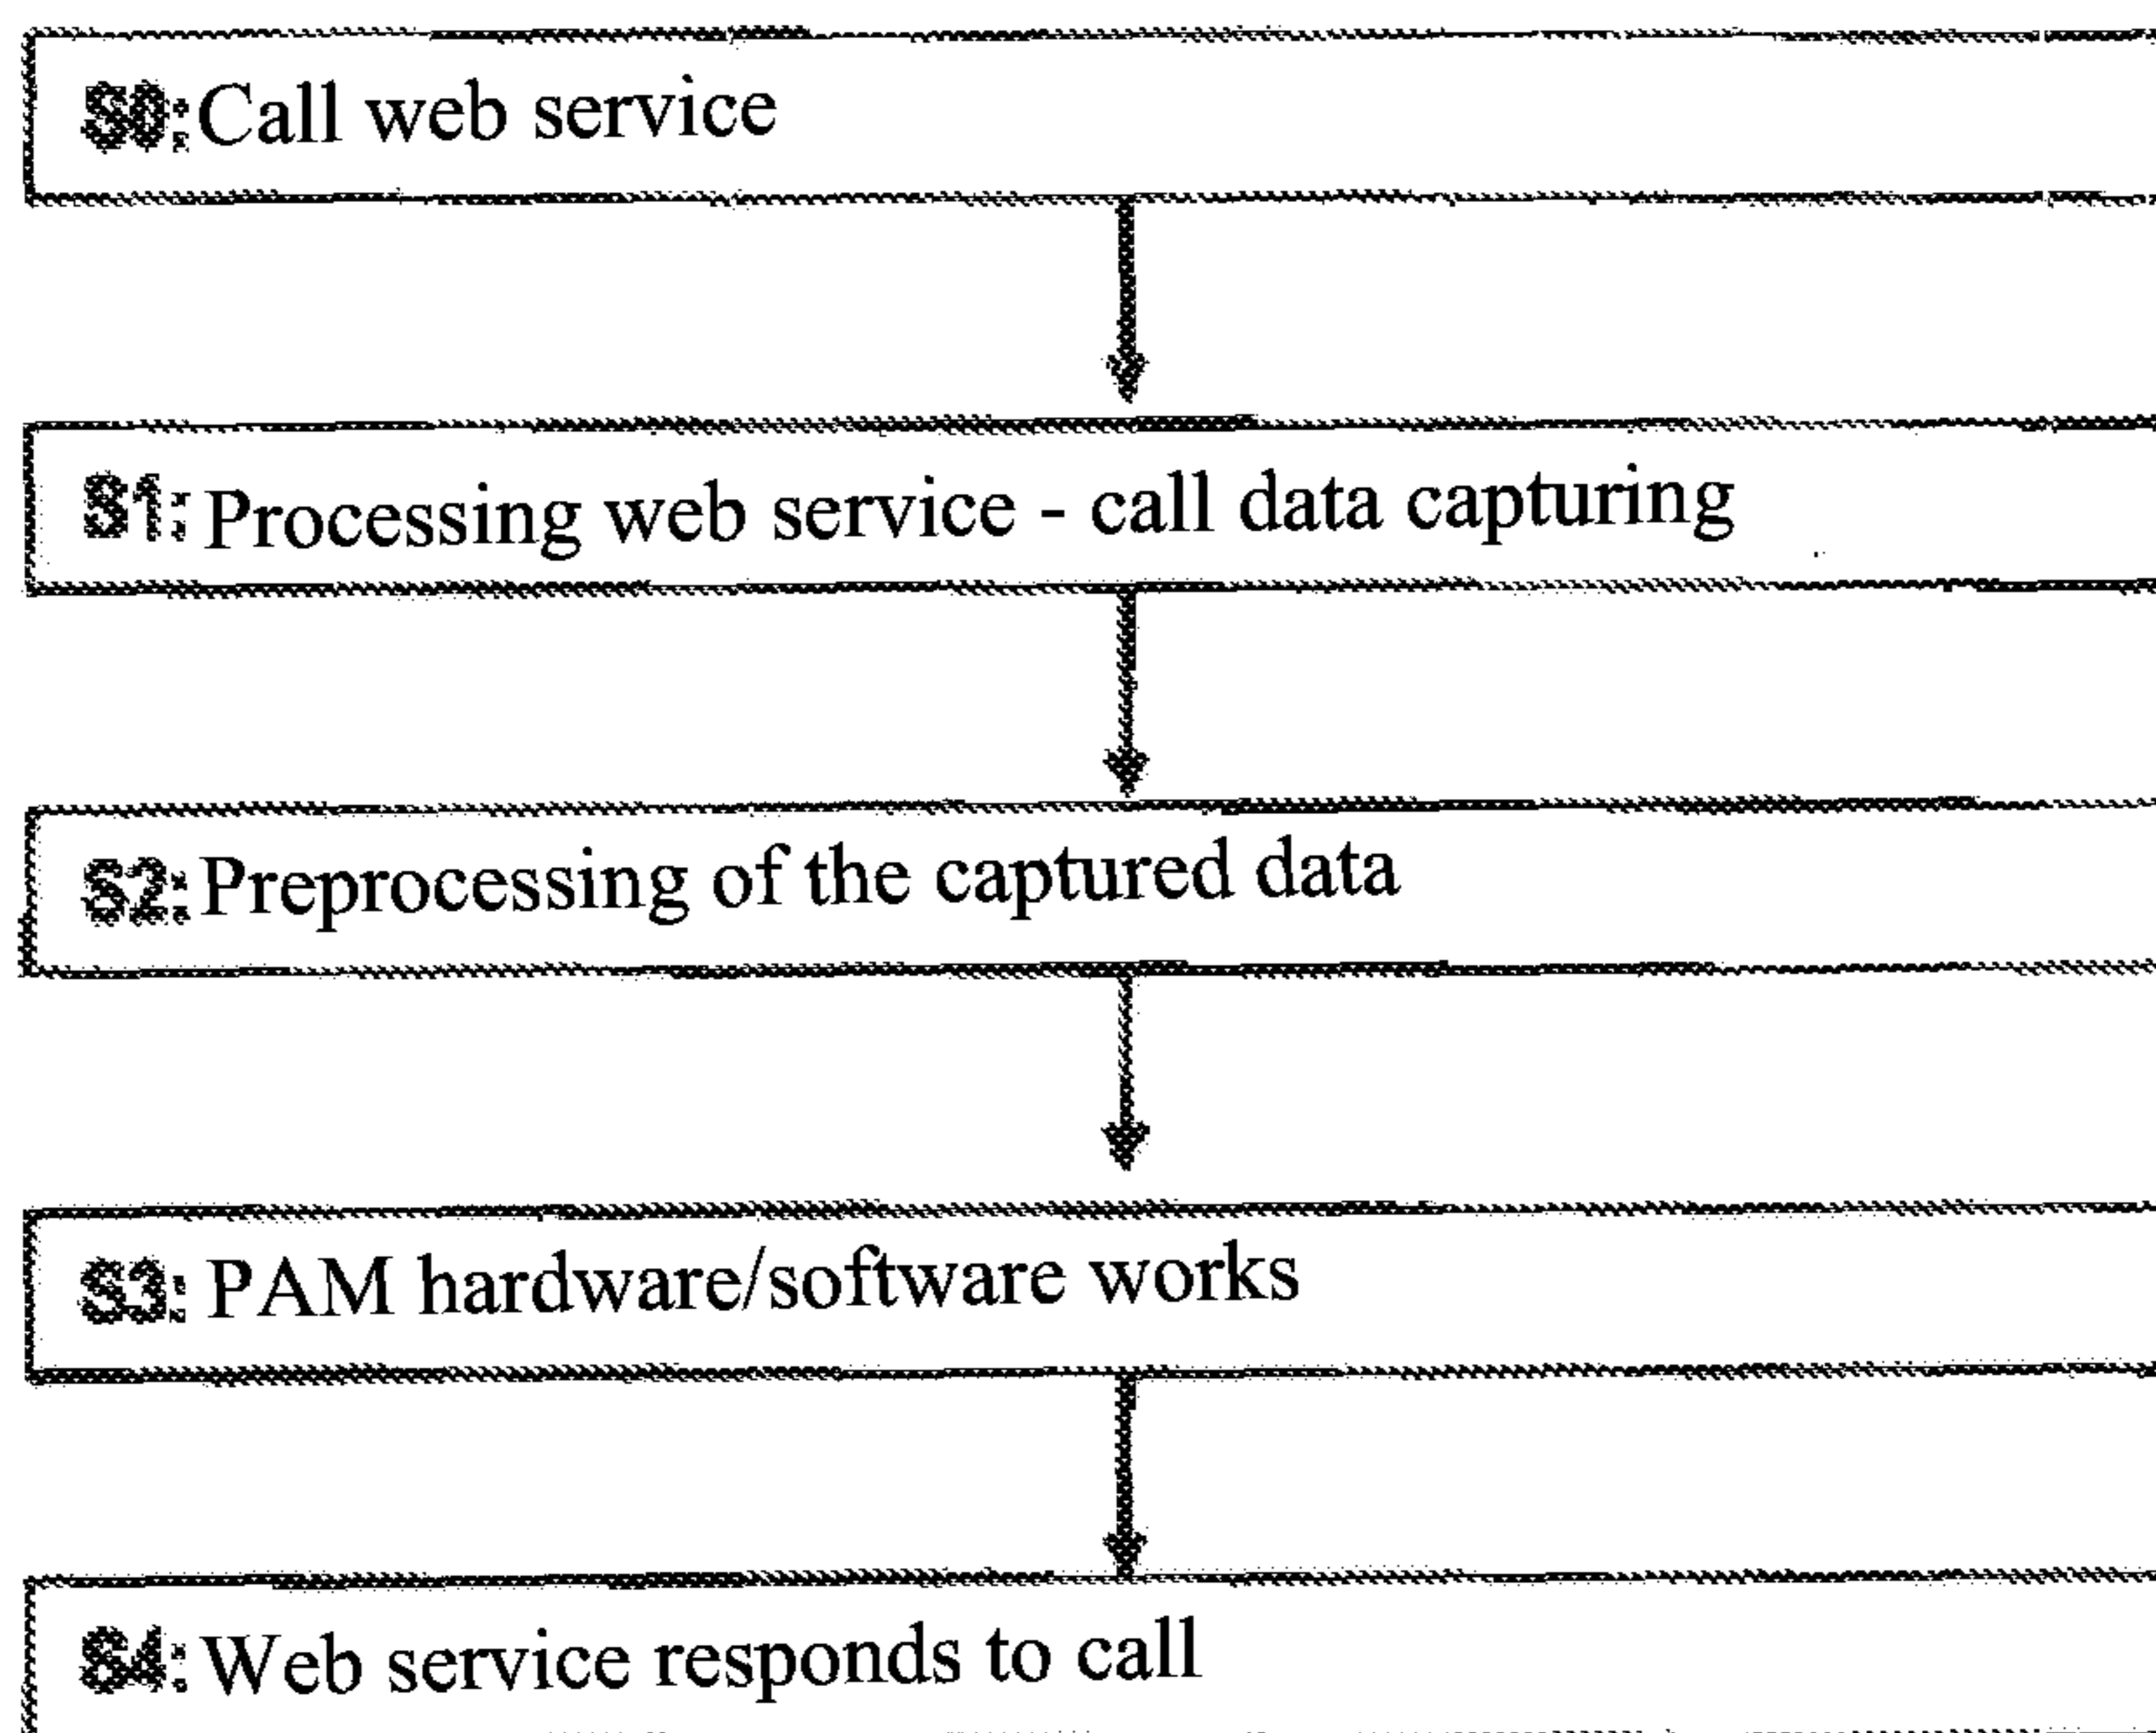 S0: Call web service
S1: Processing web service - call data capturing
S2: Preprocessing of the captured data
S3: PAM hardware/software works
S4: Web service responds to call